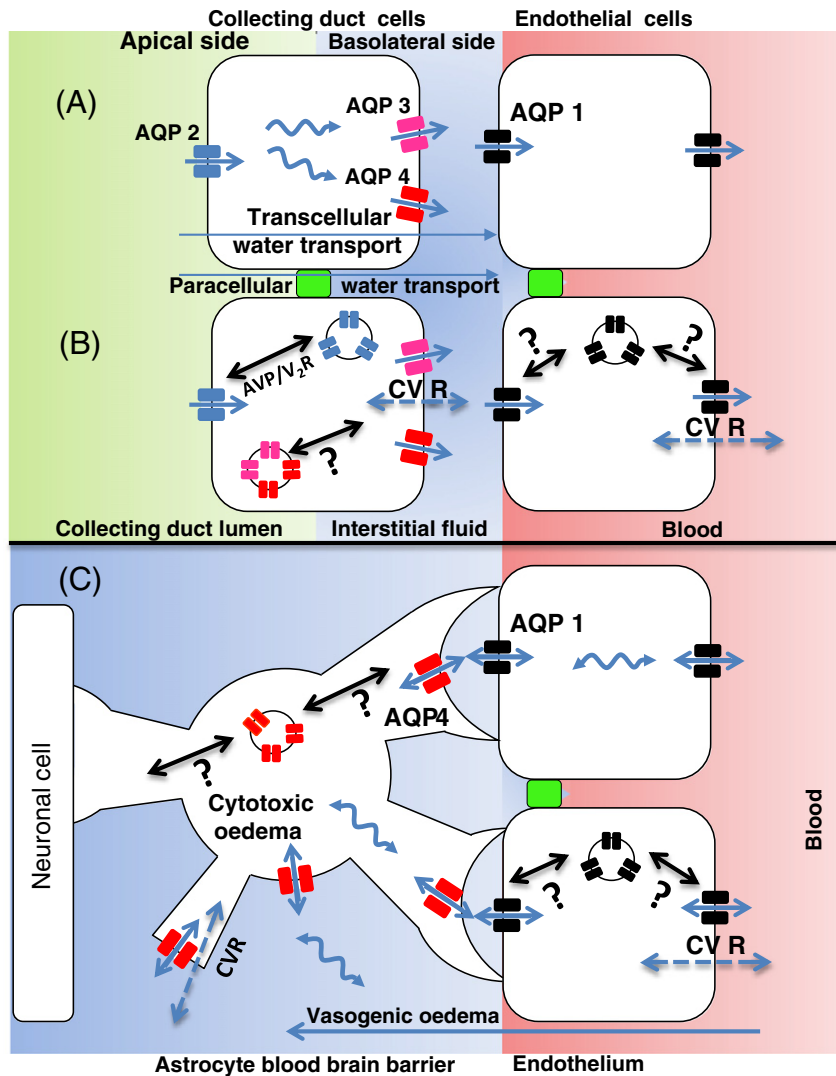 Collecting duct cells
Endothelial cells
Apical side
Basolateral side
(A)
AQP 2
AQP 3
AQP 4
AQP 1
Transcellular
water transport
Paracellular water transport
(B)
AVP/V₂R
?
CV R
?
?
CV R
Collecting duct lumen
Interstitial fluid
Blood
(C)
Neuronal cell
AQP 1
AQP4
?
?
Cytotoxic
oedema
CVR
?
?
CV R
Blood
Vasogenic oedema
Astrocyte blood brain barrier
Endothelium